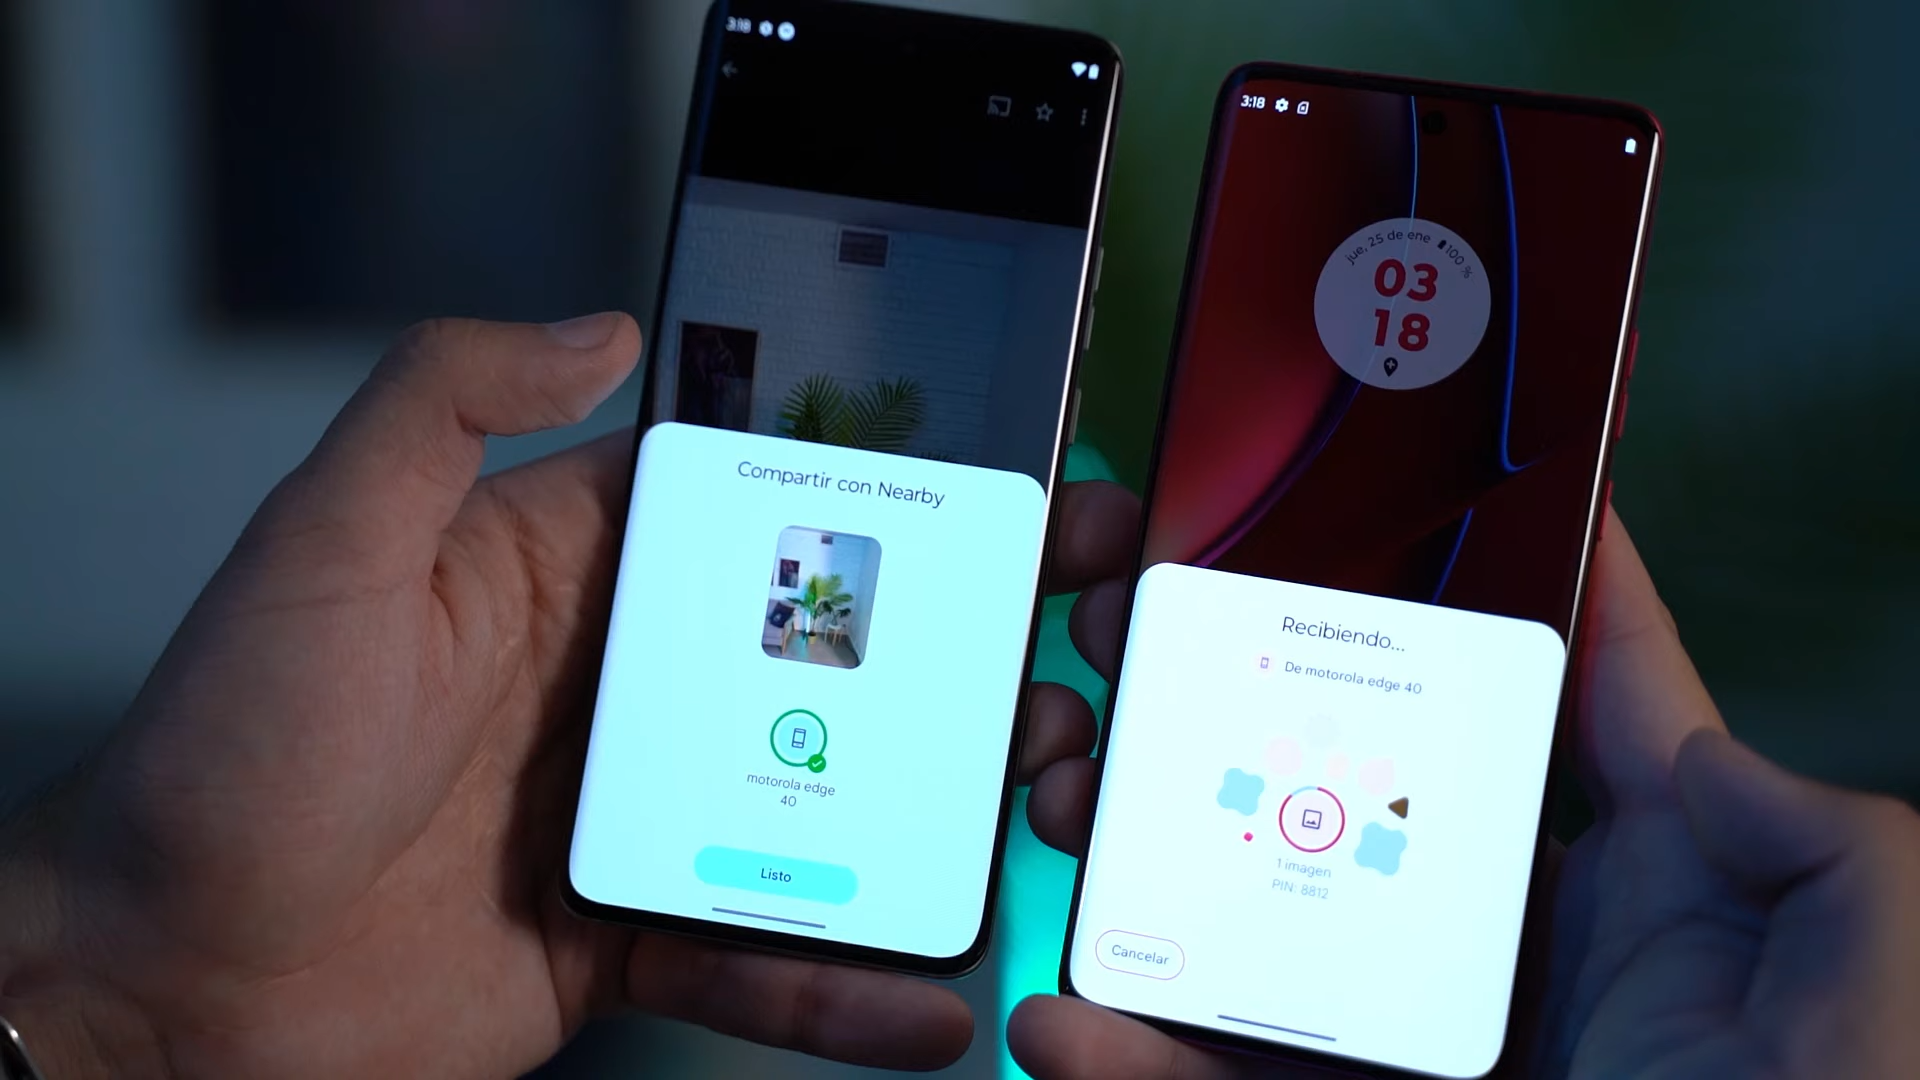 3:18
Compartir con Nearby
motorola edge
40
Listo
3:18
jue, 25 de ene 100 %
03
18
Recibiendo...
De motorola edge 40
1 imagen
PIN: 8812
Cancelar